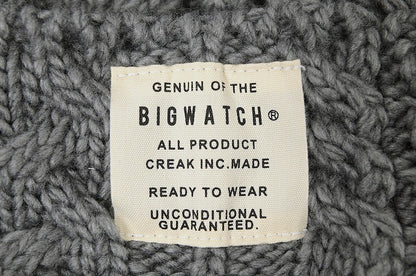 GENUIN OF THE
BIGWATCH®
ALL PRODUCT
CREAK INC.MADE
READY TO WEAR
UNCONDITIONAL
GUARANTEED.